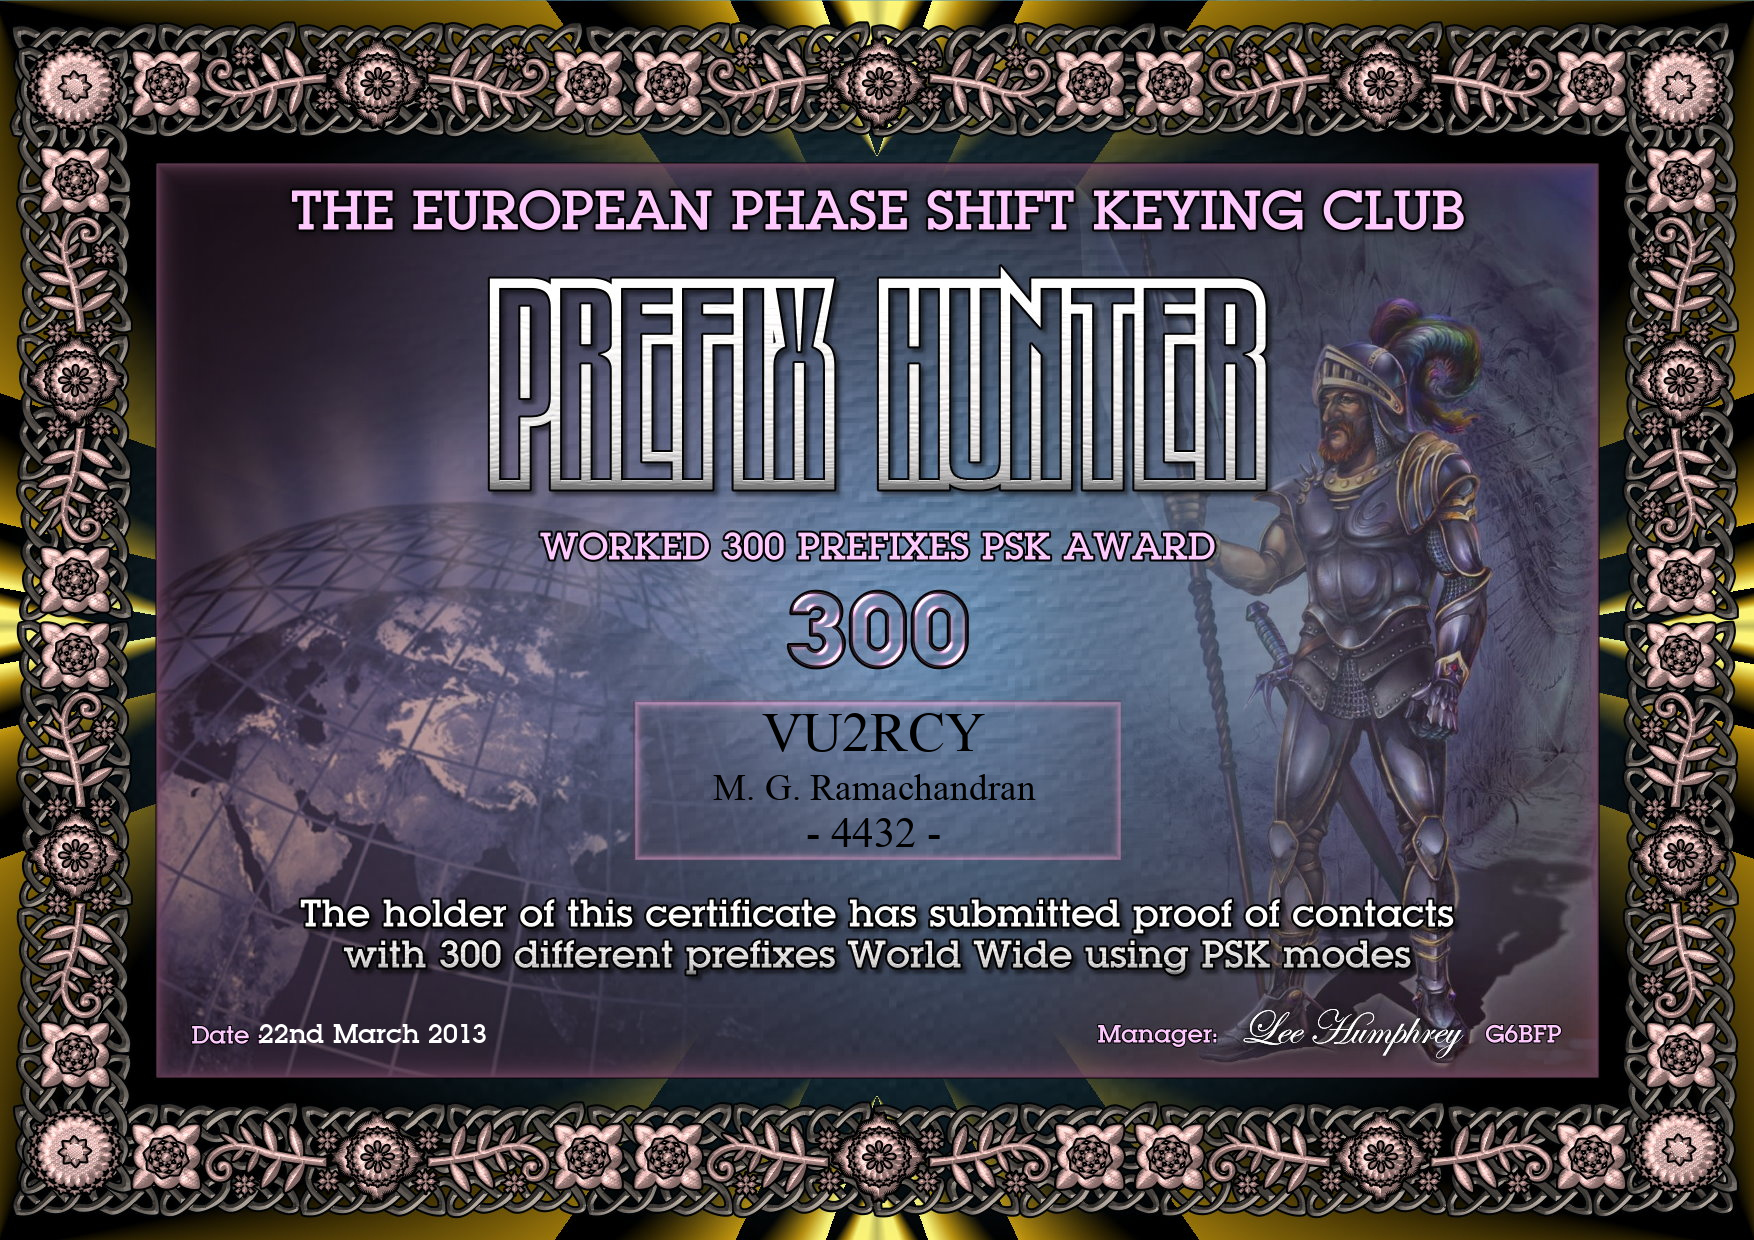 THE EUROPEAN PHASE SHIFT KEYING CLUB
PREFIX HUNTER
WORKED 300 PREFIXES PSK AWARD
300
VU2RCY
M. G. Ramachandran
- 4432 -
The holder of this certificate has submitted proof of contacts
with 300 different prefixes World Wide using PSK modes
Date 22nd March 2013 Manager: Lee Humphrey G6BFP